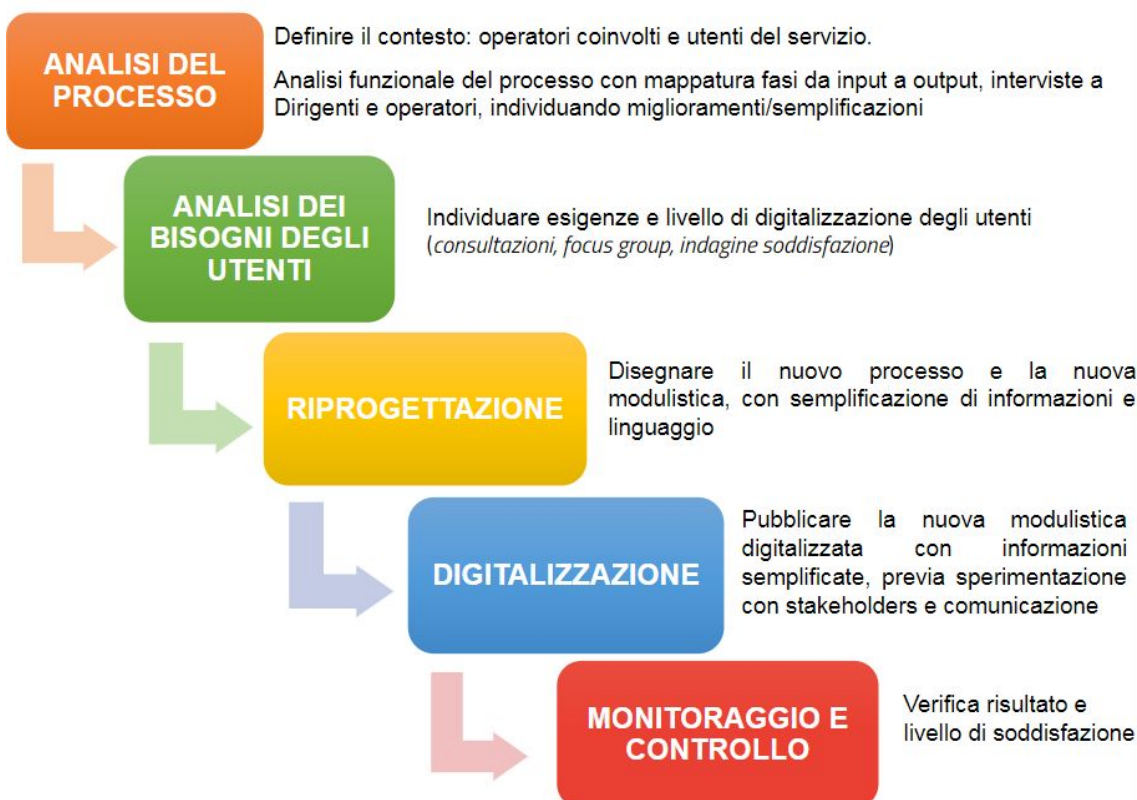 ANALISI DEL
PROCESSO
Definire il contesto: operatori coinvolti e utenti del servizio.
Analisi funzionale del processo con mappatura fasi da input a output, interviste a
Dirigenti e operatori, individuando miglioramenti/semplificazioni
ANALISI DEI
BISOGNI DEGLI
UTENTI
Individuare esigenze e livello di digitalizzazione degli utenti
(consultazioni, focus group, indagine soddisfazione)
RIPROGETTAZIONE
Disegnare il nuovo processo e la nuova
modulistica, con semplificazione di informazioni e
linguaggio
DIGITALIZZAZIONE
Pubblicare la nuova modulistica
digitalizzata con informazioni
semplificate, previa sperimentazione
con stakeholders e comunicazione
MONITORAGGIO E
CONTROLLO
Verifica risultato e
livello di soddisfazione